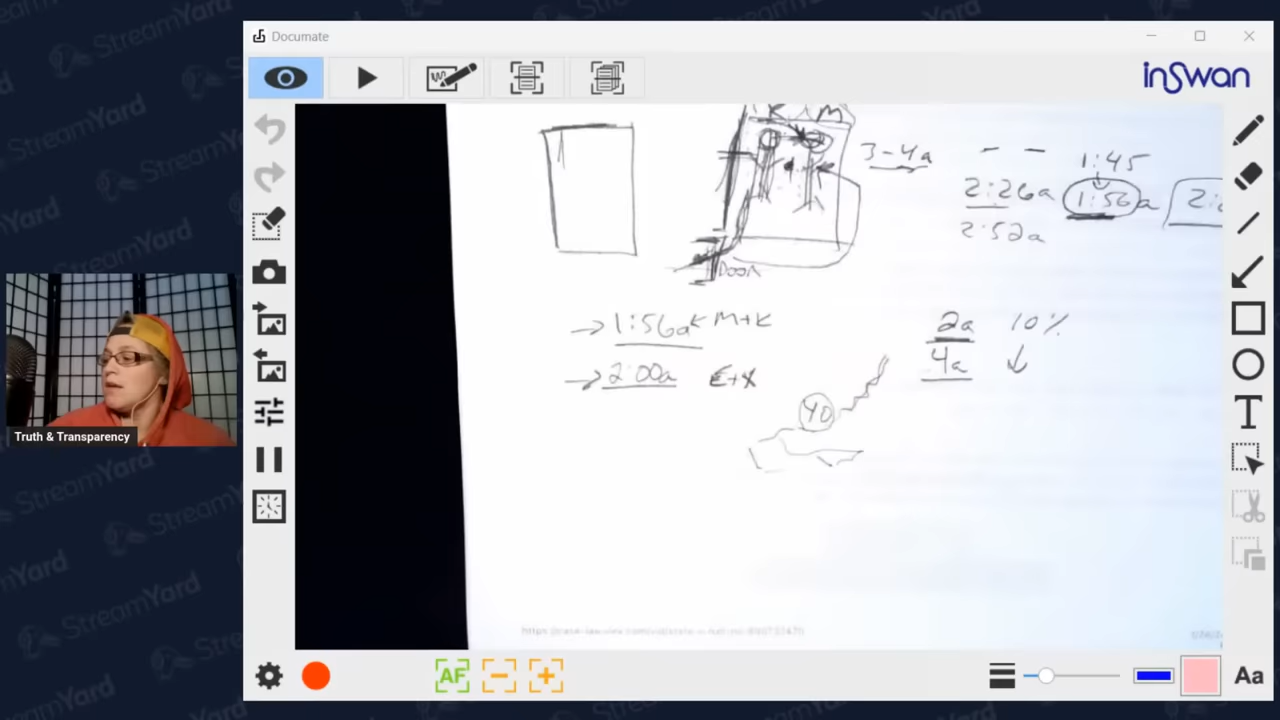 StreamYard
Documate
inSwan
K M
3-4a
1:45
2:26a 1:56a
2:52a
DOOR
→ 1:56a K M+K
→ 2:00a E+X
2a 10%
4a ↓
40
Truth & Transparency
AF
T
Aa